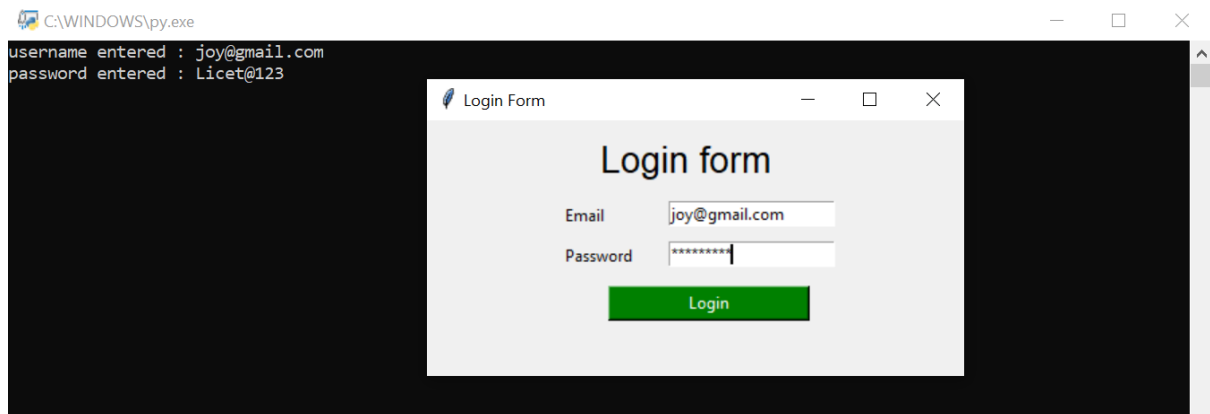 C:\WINDOWS\py.exe
username entered : joy@gmail.com
password entered : Licet@123
Login Form
Login form
Email joy@gmail.com
Password *********
Login